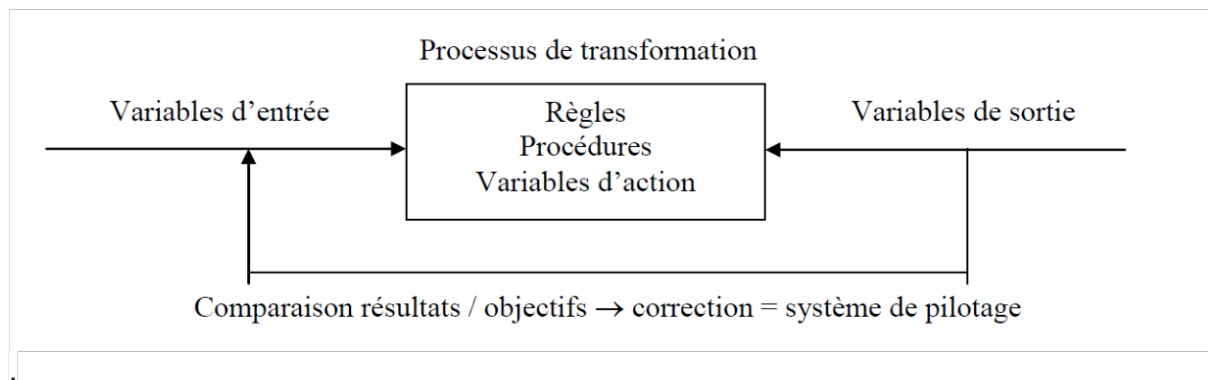 Processus de transformation
Variables d'entrée
Règles
Procédures
Variables d'action
Variables de sortie
Comparaison résultats / objectifs → correction = système de pilotage